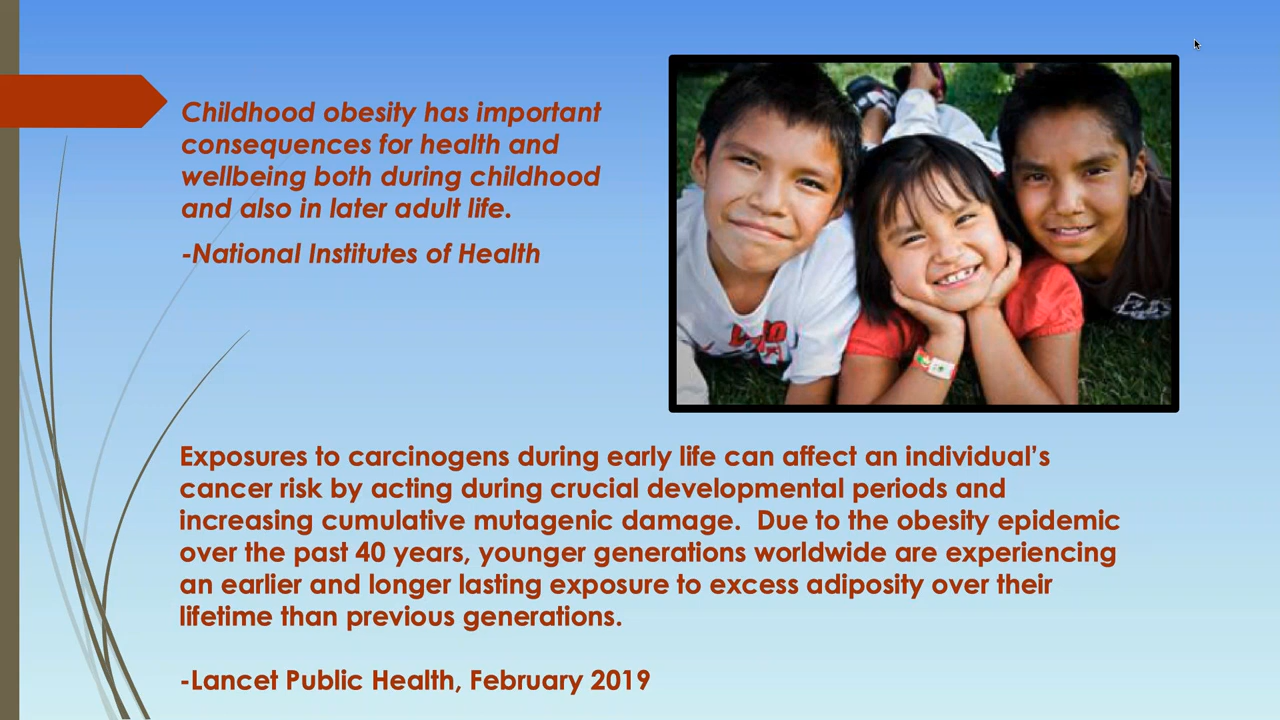 Childhood obesity has important
consequences for health and
wellbeing both during childhood
and also in later adult life.
-National Institutes of Health
Exposures to carcinogens during early life can affect an individual’s
cancer risk by acting during crucial developmental periods and
increasing cumulative mutagenic damage.  Due to the obesity epidemic
over the past 40 years, younger generations worldwide are experiencing
an earlier and longer lasting exposure to excess adiposity over their
lifetime than previous generations.
-Lancet Public Health, February 2019